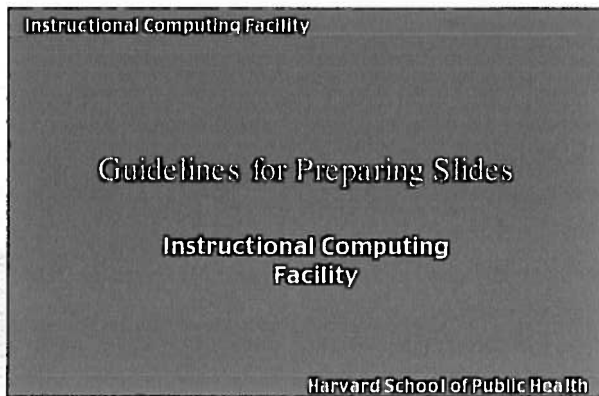 Instructional Computing Facility
Guidelines for Preparing Slides
Instructional Computing
Facility
Harvard School of Public Health